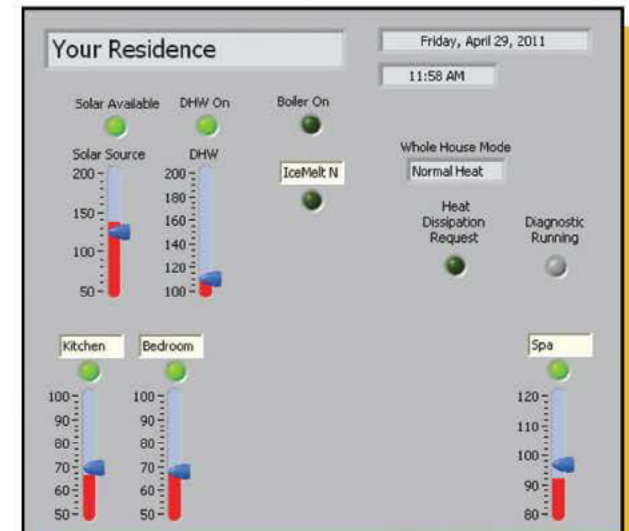 Your Residence
Friday, April 29, 2011
11:58 AM
Solar Available
DHW On
Boiler On
Solar Source
DHW
IceMelt N
Whole House Mode
Normal Heat
200
150
100
50
200
180
160
140
120
100
Heat
Dissipation
Request
Diagnostic
Running
Kitchen
Bedroom
Spa
100
90
80
70
60
50
100
90
80
70
60
50
120
110
100
90
80